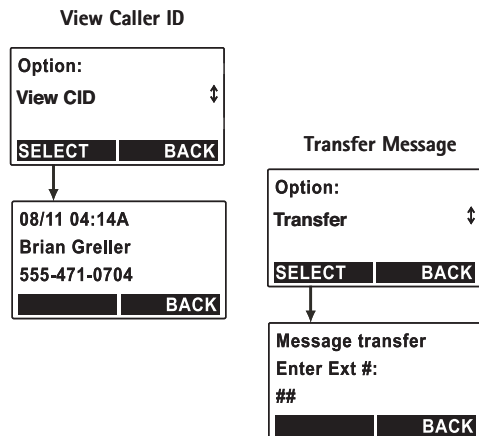 View Caller ID
Option:
View CID
SELECT BACK
08/11 04:14A
Brian Greller
555-471-0704
BACK
Transfer Message
Option:
Transfer
SELECT BACK
Message transfer
Enter Ext #:
##
BACK